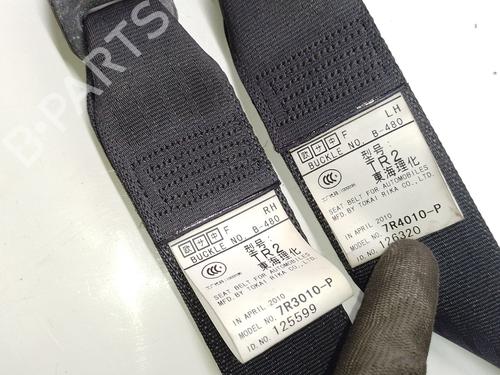 B-PARTS
F RH
BUCKLE NO. B-480
型号
TR2
東海理化
SEAT BELT FOR AUTOMOBILES
MFD. BY TOKAI RIKA CO., LTD.
IN APRIL 2010
MODEL NO. 7R3010-P
ID. NO. 125599
F LH
BUCKLE NO. B-480
型号
TR2
東海理化
SEAT BELT FOR AUTOMOBILES
MFD. BY TOKAI RIKA CO., LTD.
IN APRIL 2010
MODEL NO. 7R4010-P
ID. NO. 126320